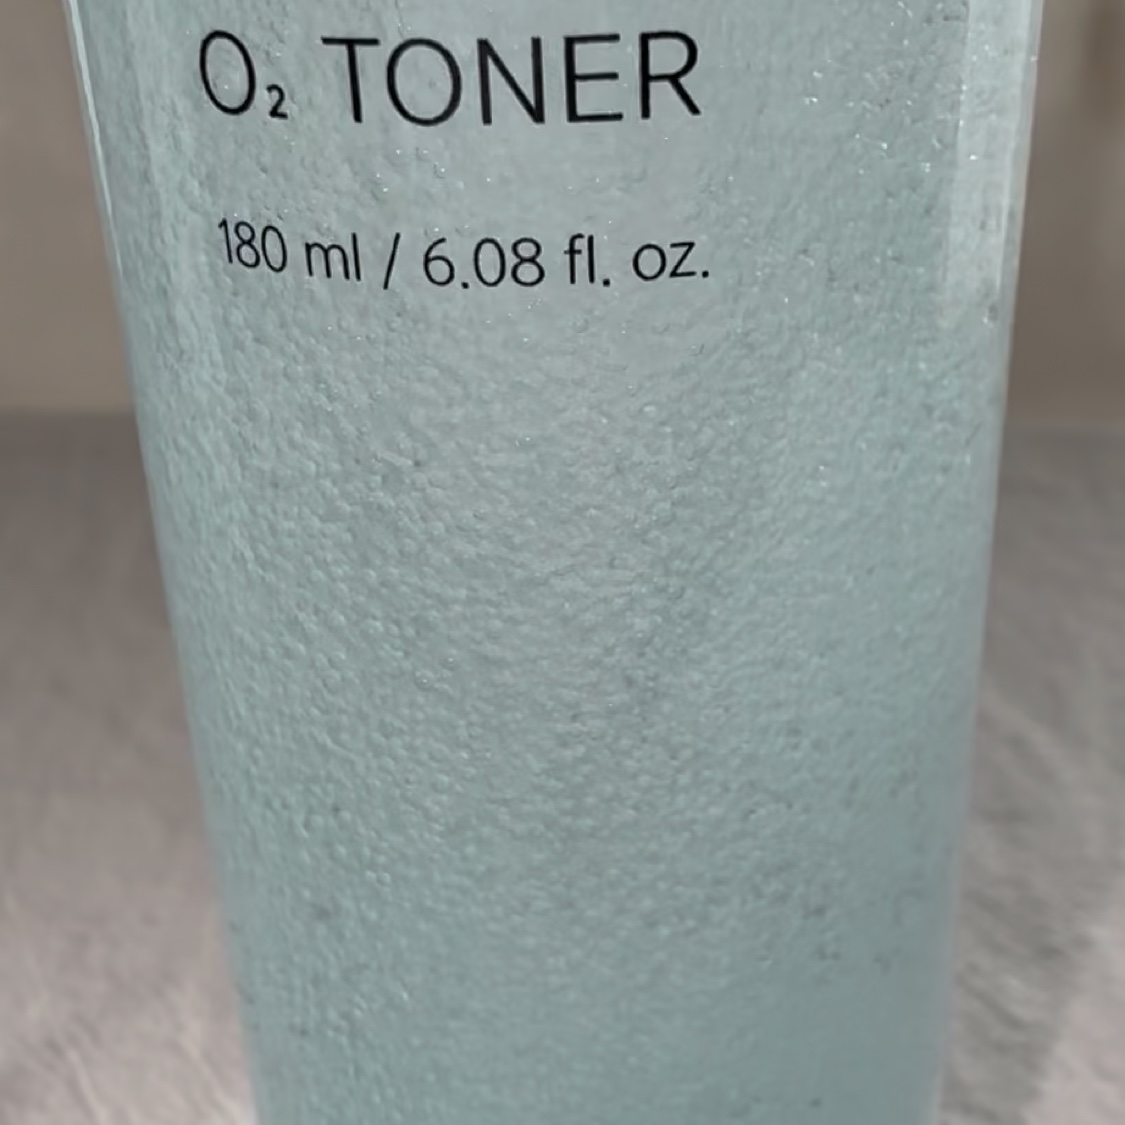 O₂ TONER
180 ml / 6.08 fl. oz.